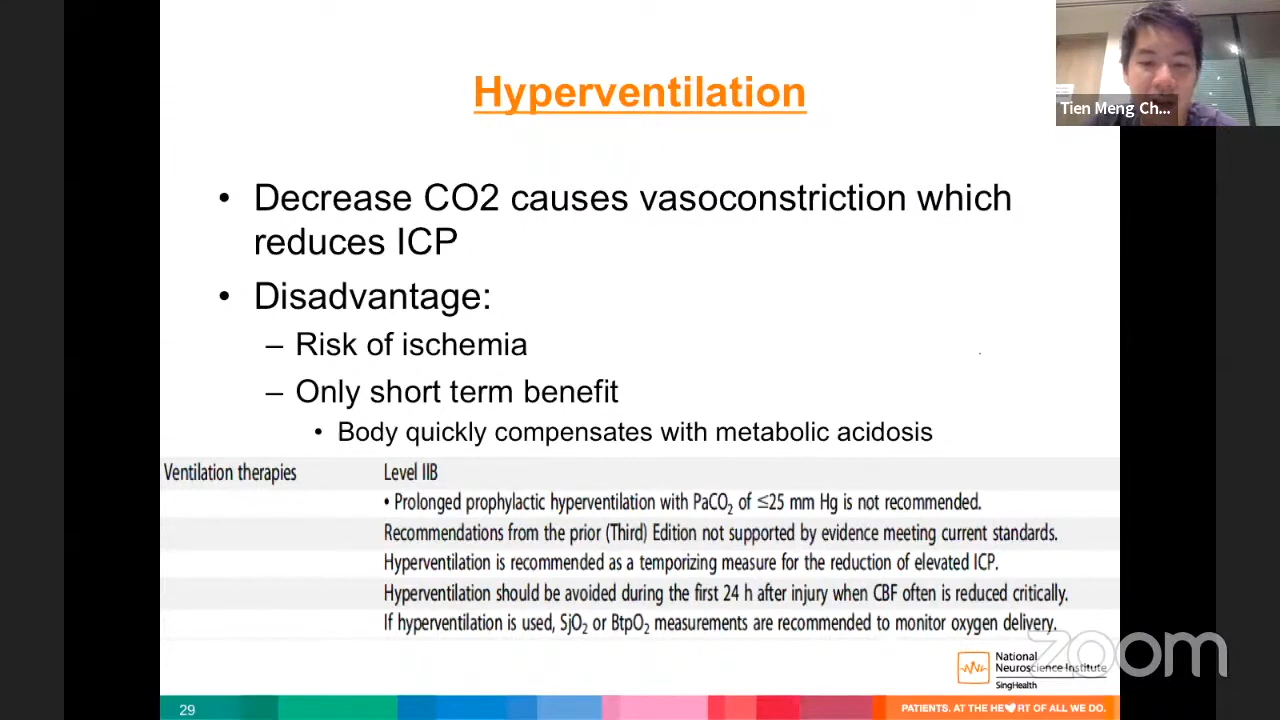 Hyperventilation
Tien Meng Ch...
• Decrease CO2 causes vasoconstriction which
reduces ICP
• Disadvantage:
– Risk of ischemia
– Only short term benefit
• Body quickly compensates with metabolic acidosis
Ventilation therapies Level IIB
• Prolonged prophylactic hyperventilation with PaCO₂ of ≤25 mm Hg is not recommended.
Recommendations from the prior (Third) Edition not supported by evidence meeting current standards.
Hyperventilation is recommended as a temporizing measure for the reduction of elevated ICP.
Hyperventilation should be avoided during the first 24 h after injury when CBF often is reduced critically.
If hyperventilation is used, SjO₂ or BtpO₂ measurements are recommended to monitor oxygen delivery.
zoom
National
Neuroscience Institute
SingHealth
29
PATIENTS. AT THE HE♥RT OF ALL WE DO.